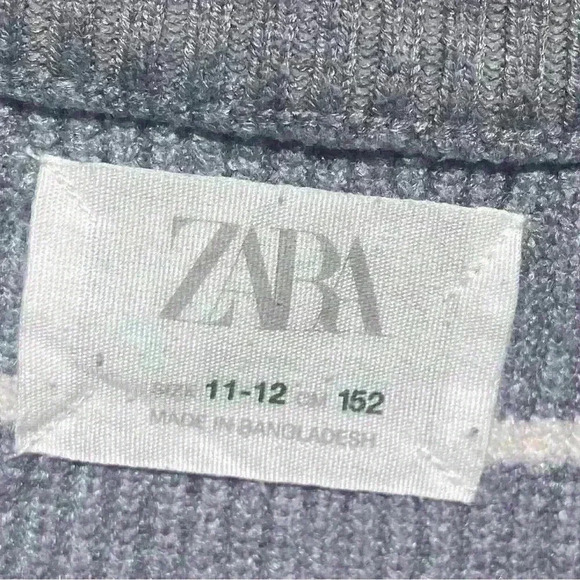 ZARA
SIZE 11-12 CM 152
MADE IN BANGLADESH